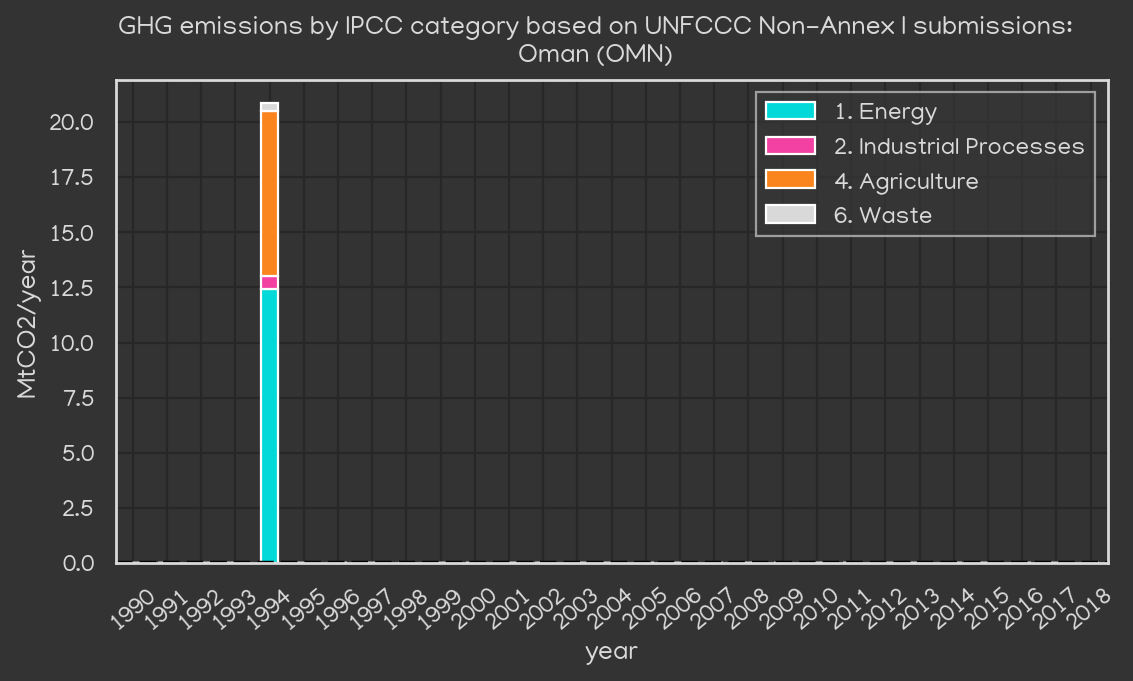 GHG emissions by IPCC category based on UNFCCC Non-Annex I submissions:
Oman (OMN)
1. Energy
2. Industrial Processes
4. Agriculture
6. Waste
MtCO2/year
20.0
17.5
15.0
12.5
10.0
7.5
5.0
2.5
0.0
1990 1991 1992 1993 1994 1995 1996 1997 1998 1999 2000 2001 2002 2003 2004 2005 2006 2007 2008 2009 2010 2011 2012 2013 2014 2015 2016 2017 2018
year